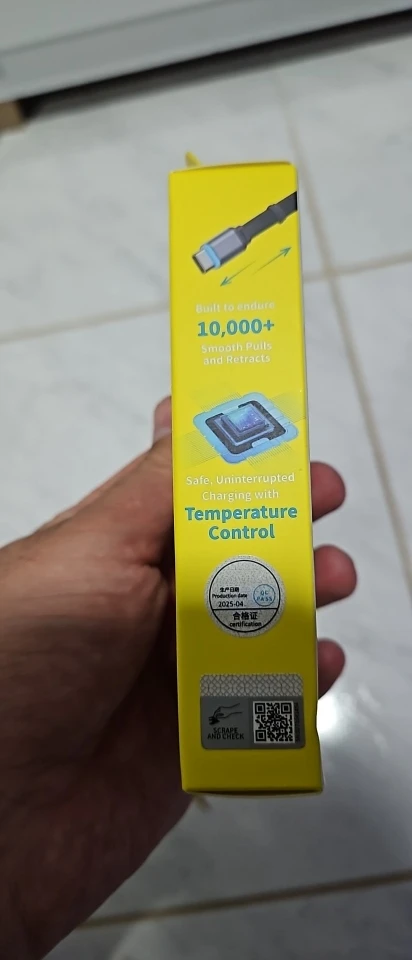 Built to endure
10,000+
Smooth Pulls
and Retracts
Safe, Uninterrupted
Charging with
Temperature
Control
生产日期
Production date
2025-04
QC
PASS
合格证
certification
SCRAPE
AND CHECK